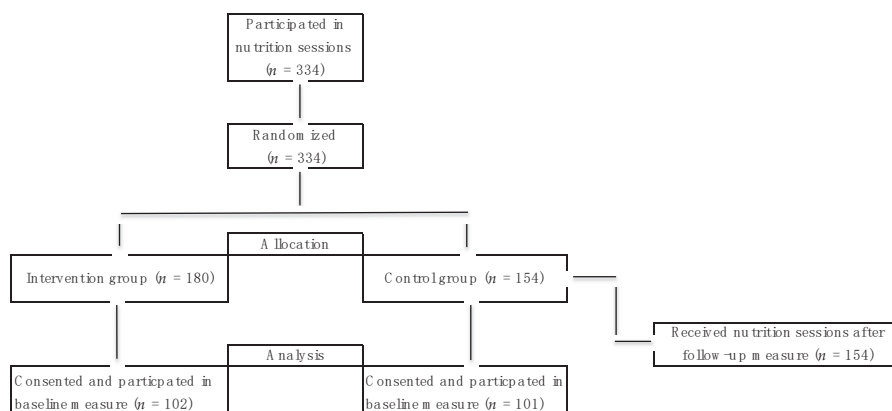 Participated in
nutrition sessions
(n = 334)
Randomized
(n = 334)
Allocation
Intervention group (n = 180)
Control group (n = 154)
Received nutrition sessions after
follow-up measure (n = 154)
Analysis
Consented and particpated in
baseline measure (n = 102)
Consented and particpated in
baseline measure (n = 101)